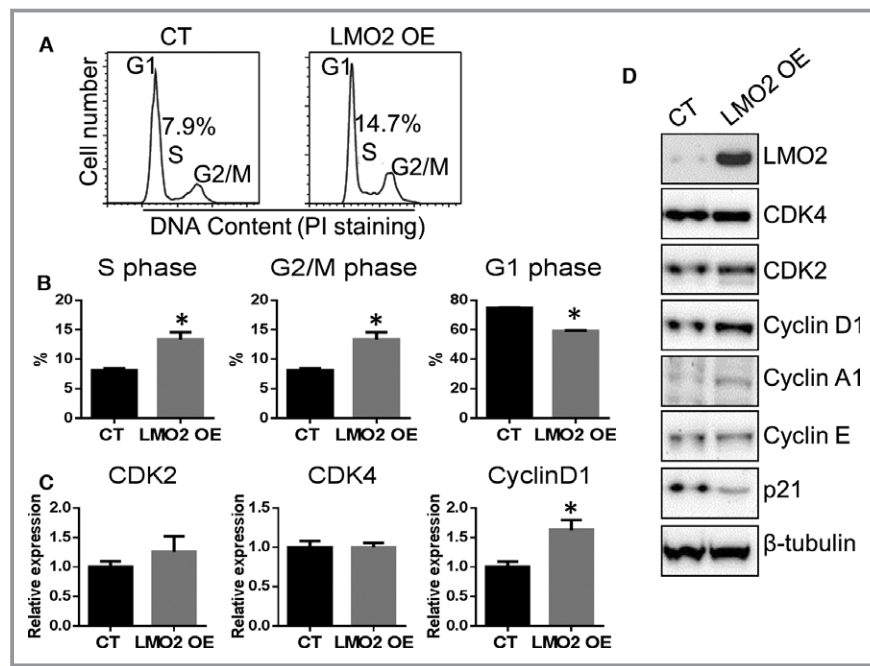 A
CT
LMO2 OE
G1
7.9%
S
G2/M
G1
14.7%
S
G2/M
Cell number
DNA Content (PI staining)
B
S phase
G2/M phase
G1 phase
%
20
15
10
5
0
CT LMO2 OE
%
20
15
10
5
0
CT LMO2 OE
%
80
60
40
20
0
CT LMO2 OE
*
*
*
C
CDK2
CDK4
CyclinD1
Relative expression
2.0
1.5
1.0
0.5
0.0
CT LMO2 OE
Relative expression
2.0
1.5
1.0
0.5
0.0
CT LMO2 OE
Relative expression
2.0
1.5
1.0
0.5
0.0
CT LMO2 OE
*
D
CT
LMO2 OE
LMO2
CDK4
CDK2
Cyclin D1
Cyclin A1
Cyclin E
p21
β-tubulin